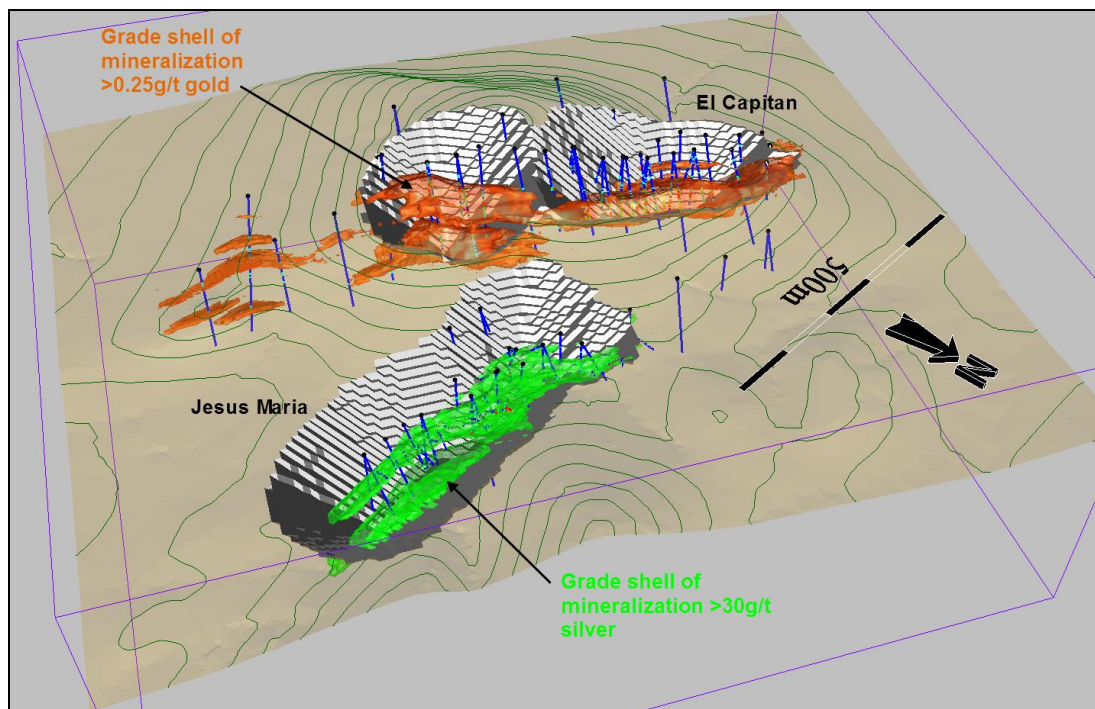 Grade shell of
mineralization
>0.25g/t gold
El Capitan
500m
N
Jesus Maria
Grade shell of
mineralization >30g/t
silver